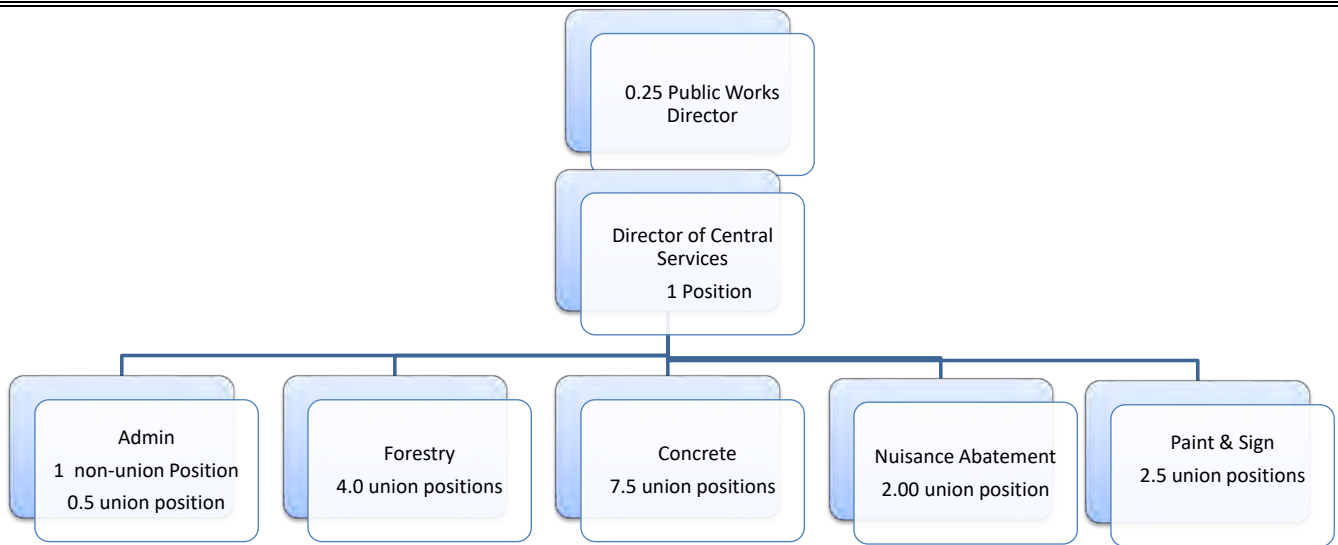 0.25 Public Works
Director
Director of Central
Services
1 Position
Admin
1 non-union Position
0.5 union position
Forestry
4.0 union positions
Concrete
7.5 union positions
Nuisance Abatement
2.00 union position
Paint & Sign
2.5 union positions